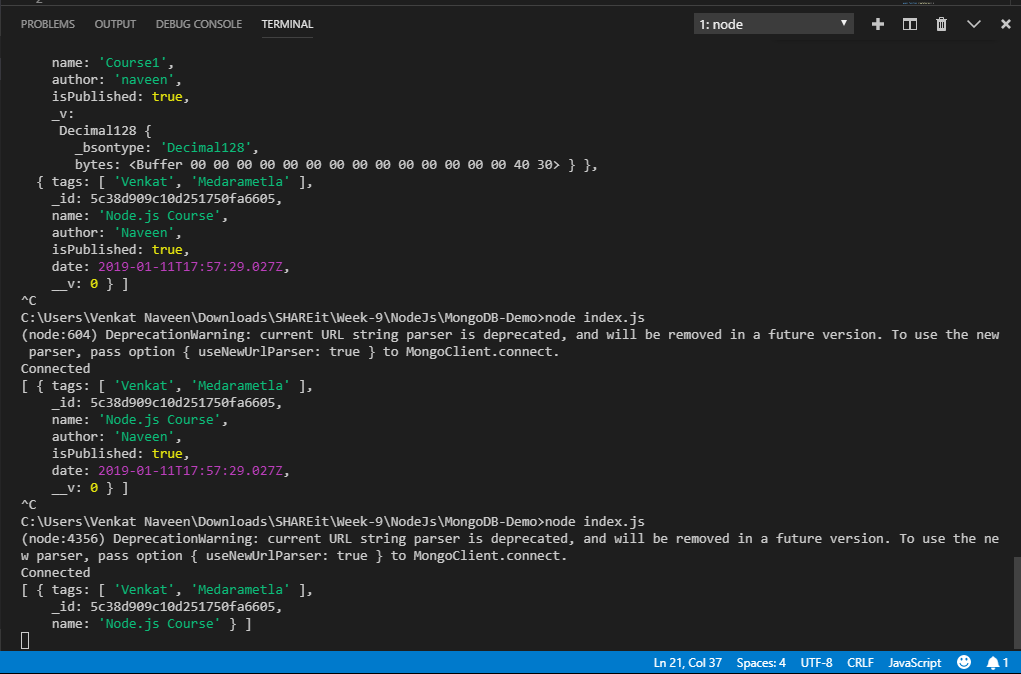 PROBLEMS OUTPUT DEBUG CONSOLE TERMINAL 1: node
name: 'Course1',
author: 'naveen',
isPublished: true,
_v:
Decimal128 {
_bsontype: 'Decimal128',
bytes: <Buffer 00 00 00 00 00 00 00 00 00 00 00 00 00 00 40 30> } },
{ tags: [ 'Venkat', 'Medarametla' ],
_id: 5c38d909c10d251750fa6605,
name: 'Node.js Course',
author: 'Naveen',
isPublished: true,
date: 2019-01-11T17:57:29.027Z,
__v: 0 } ]
^C
C:\Users\Venkat Naveen\Downloads\SHAREit\Week-9\NodeJs\MongoDB-Demo>node index.js
(node:604) DeprecationWarning: current URL string parser is deprecated, and will be removed in a future version. To use the new
parser, pass option { useNewUrlParser: true } to MongoClient.connect.
Connected
[ { tags: [ 'Venkat', 'Medarametla' ],
_id: 5c38d909c10d251750fa6605,
name: 'Node.js Course',
author: 'Naveen',
isPublished: true,
date: 2019-01-11T17:57:29.027Z,
__v: 0 } ]
^C
C:\Users\Venkat Naveen\Downloads\SHAREit\Week-9\NodeJs\MongoDB-Demo>node index.js
(node:4356) DeprecationWarning: current URL string parser is deprecated, and will be removed in a future version. To use the ne
w parser, pass option { useNewUrlParser: true } to MongoClient.connect.
Connected
[ { tags: [ 'Venkat', 'Medarametla' ],
_id: 5c38d909c10d251750fa6605,
name: 'Node.js Course' } ]
Ln 21, Col 37 Spaces: 4 UTF-8 CRLF JavaScript 1